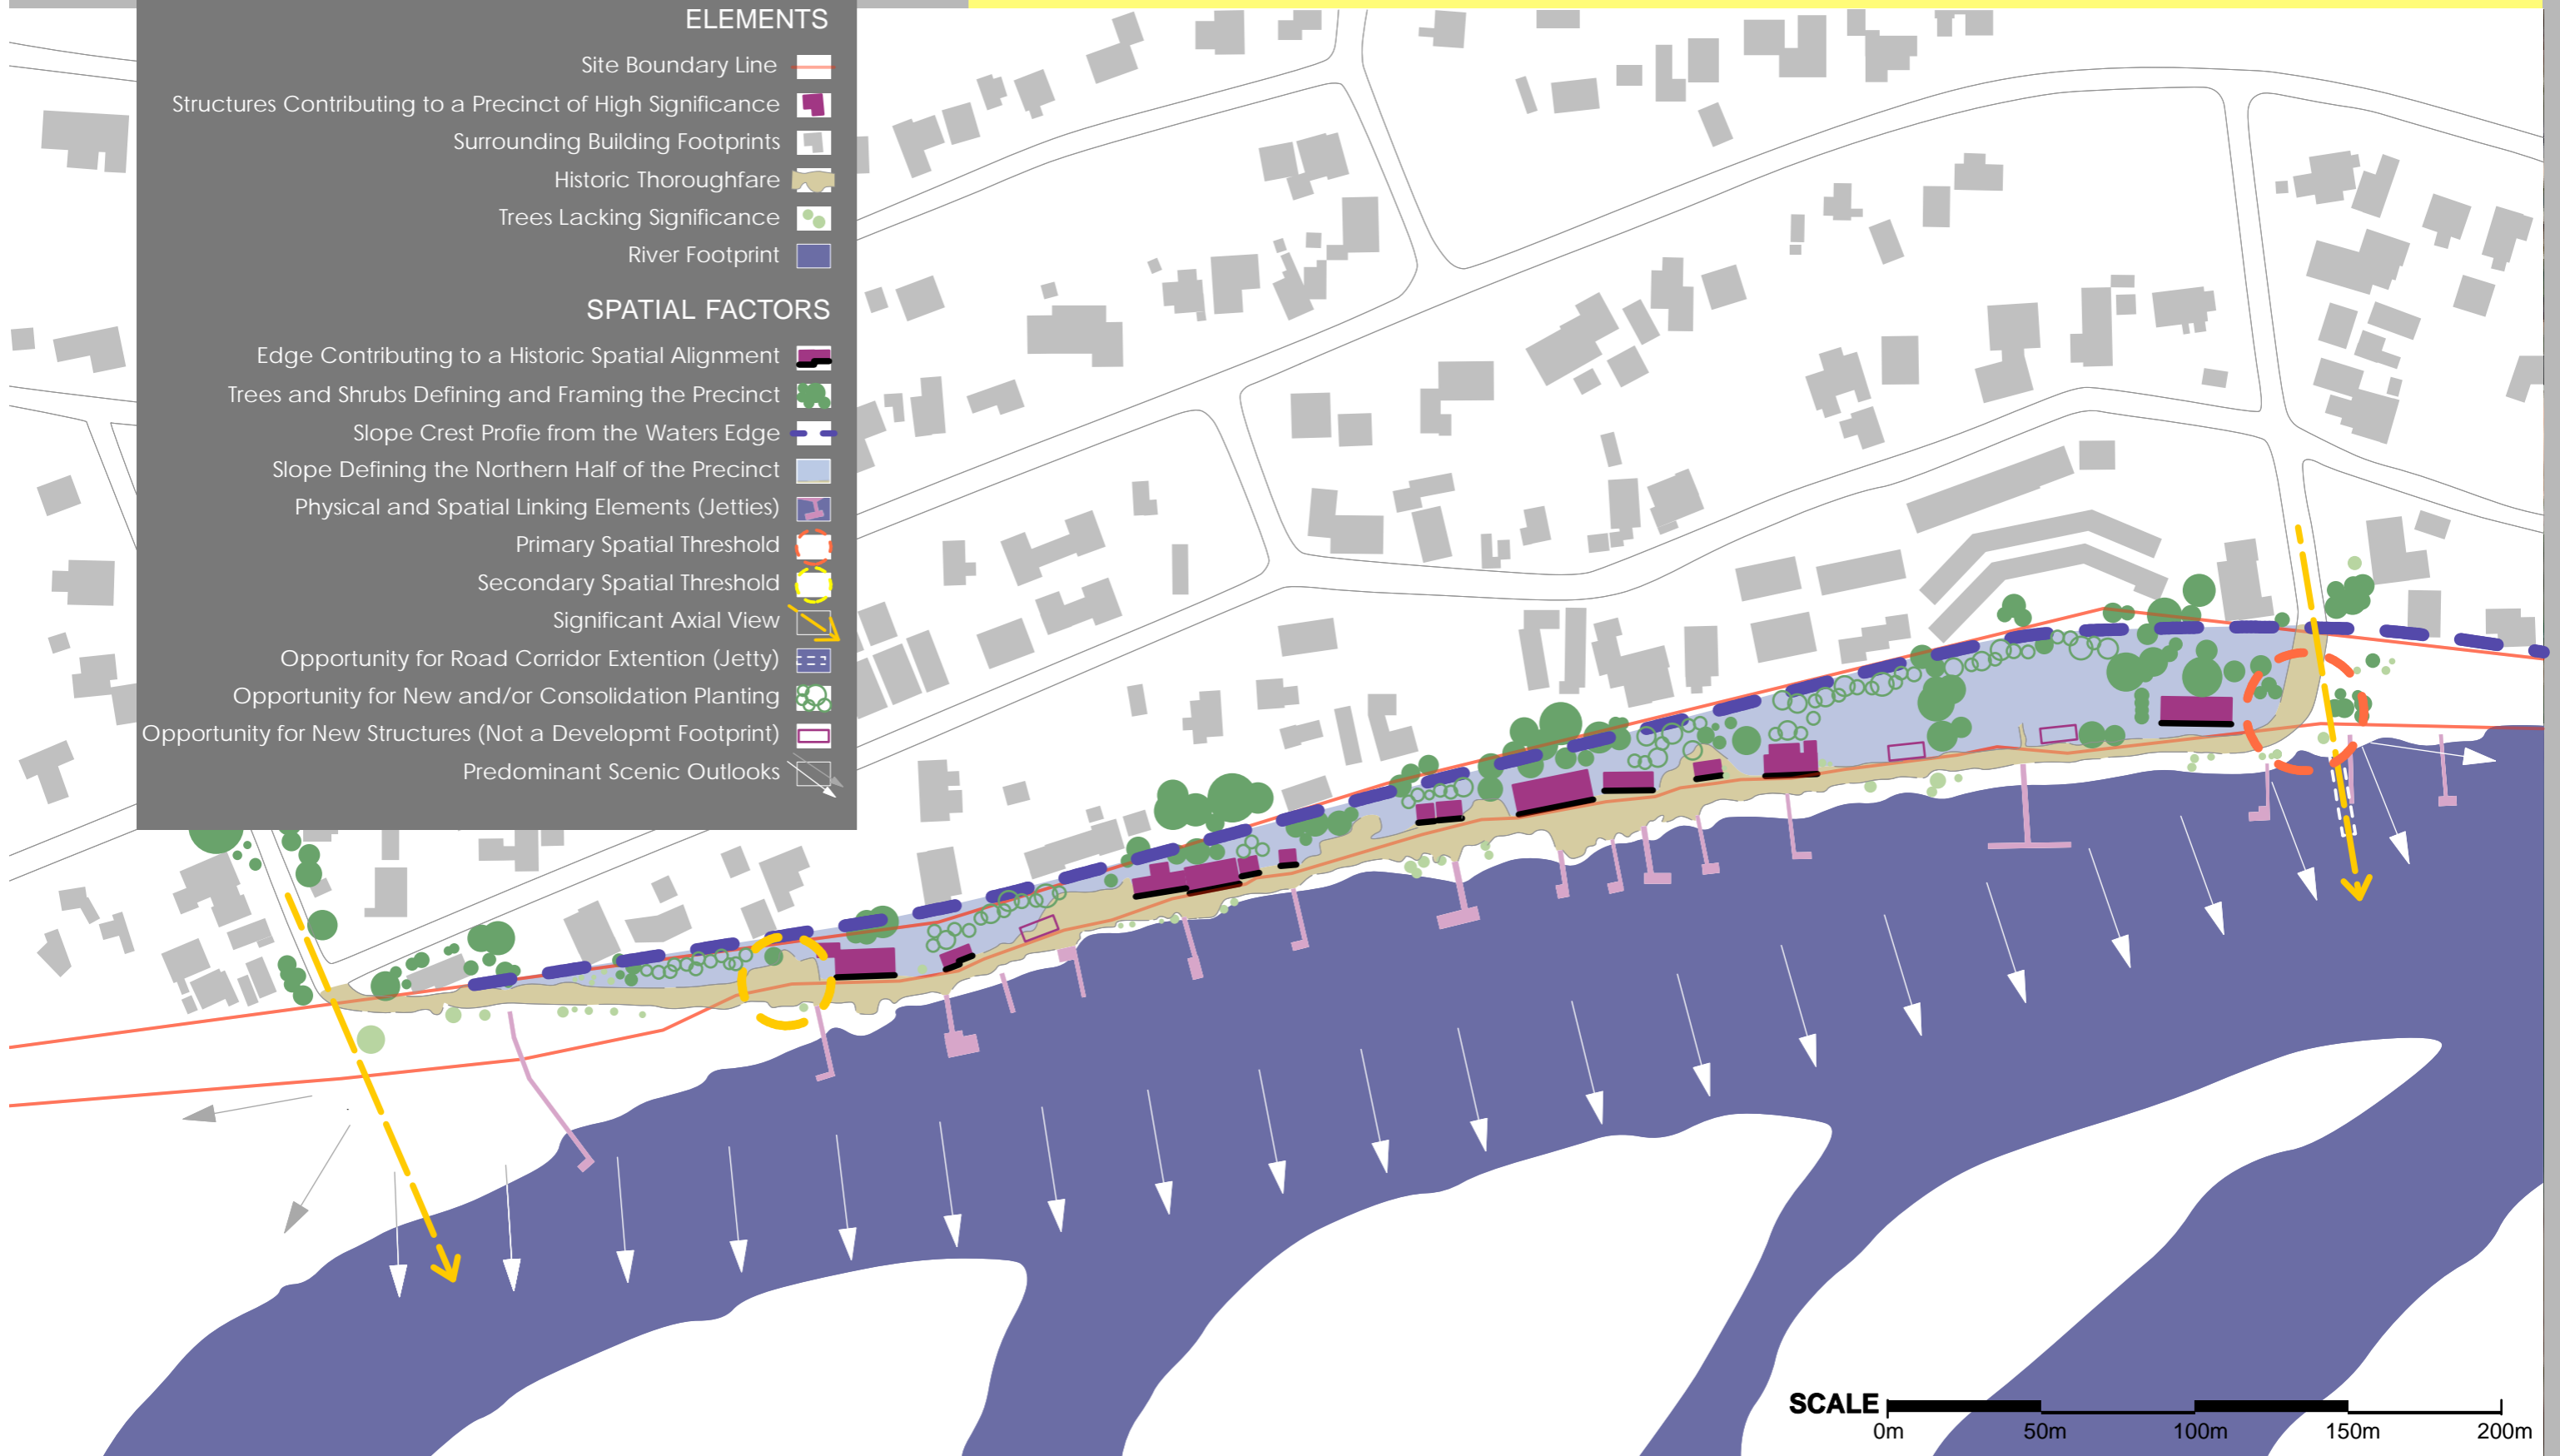 ELEMENTS
Site Boundary Line
Structures Contributing to a Precinct of High Significance
Surrounding Building Footprints
Historic Thoroughfare
Trees Lacking Significance
River Footprint
SPATIAL FACTORS
Edge Contributing to a Historic Spatial Alignment
Trees and Shrubs Defining and Framing the Precinct
Slope Crest Profie from the Waters Edge
Slope Defining the Northern Half of the Precinct
Physical and Spatial Linking Elements (Jetties)
Primary Spatial Threshold
Secondary Spatial Threshold
Significant Axial View
Opportunity for Road Corridor Extention (Jetty)
Opportunity for New and/or Consolidation Planting
Opportunity for New Structures (Not a Developmt Footprint)
Predominant Scenic Outlooks
SCALE
0m 50m 100m 150m 200m